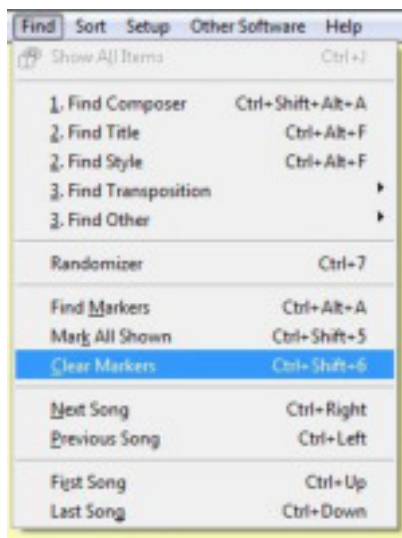 Find Sort Setup Other Software Help
Show All Items Ctrl+J
1. Find Composer Ctrl+Shift+Alt+A
2. Find Title Ctrl+Alt+F
2. Find Style Ctrl+Alt+F
3. Find Transposition
3. Find Other
Randomizer Ctrl+7
Find Markers Ctrl+Alt+A
Mark All Shown Ctrl+Shift+5
Clear Markers Ctrl+Shift+6
Next Song Ctrl+Right
Previous Song Ctrl+Left
First Song Ctrl+Up
Last Song Ctrl+Down